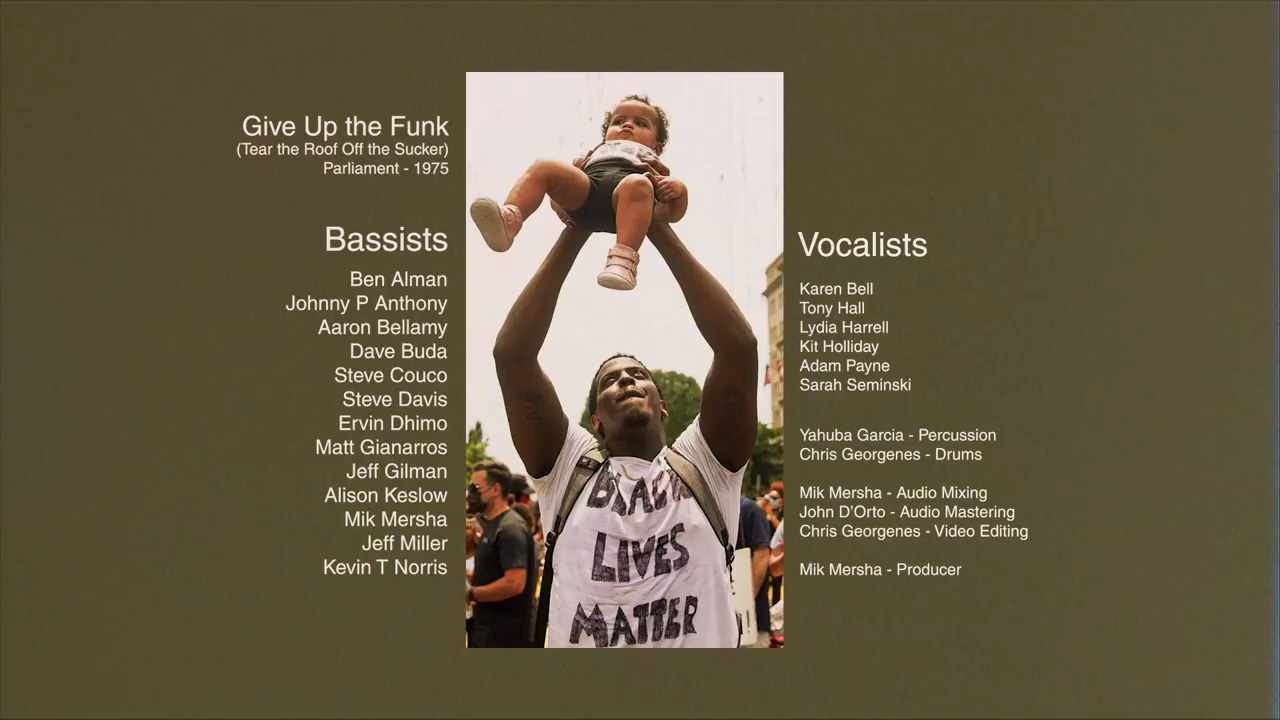 Give Up the Funk
(Tear the Roof Off the Sucker)
Parliament - 1975
Bassists
Ben Alman
Johnny P Anthony
Aaron Bellamy
Dave Buda
Steve Couco
Steve Davis
Ervin Dhimo
Matt Gianarros
Jeff Gilman
Alison Keslow
Mik Mersha
Jeff Miller
Kevin T Norris
BLACK
LIVES
MATTER
Vocalists
Karen Bell
Tony Hall
Lydia Harrell
Kit Holliday
Adam Payne
Sarah Seminski
Yahuba Garcia - Percussion
Chris Georgenes - Drums
Mik Mersha - Audio Mixing
John D'Orto - Audio Mastering
Chris Georgenes - Video Editing
Mik Mersha - Producer